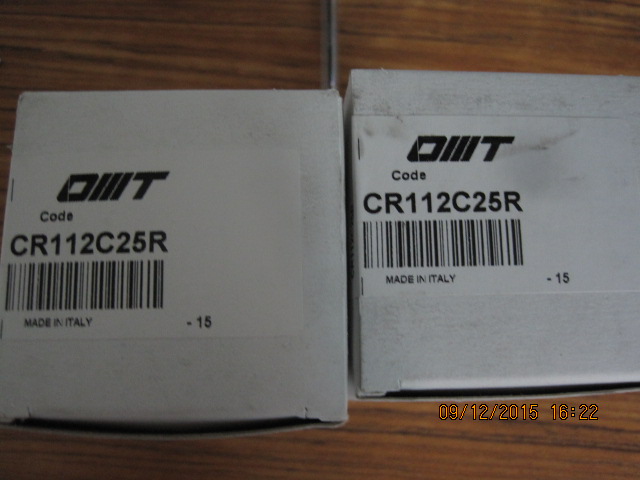 OMT
Code
CR112C25R
MADE IN ITALY - 15
OMT
Code
CR112C25R
MADE IN ITALY - 15
09/12/2015 16:22